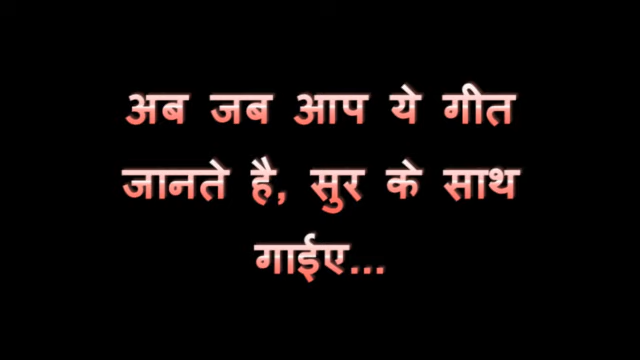 अब जब आप ये गीत
जानते है, सुर के साथ
गाईए...